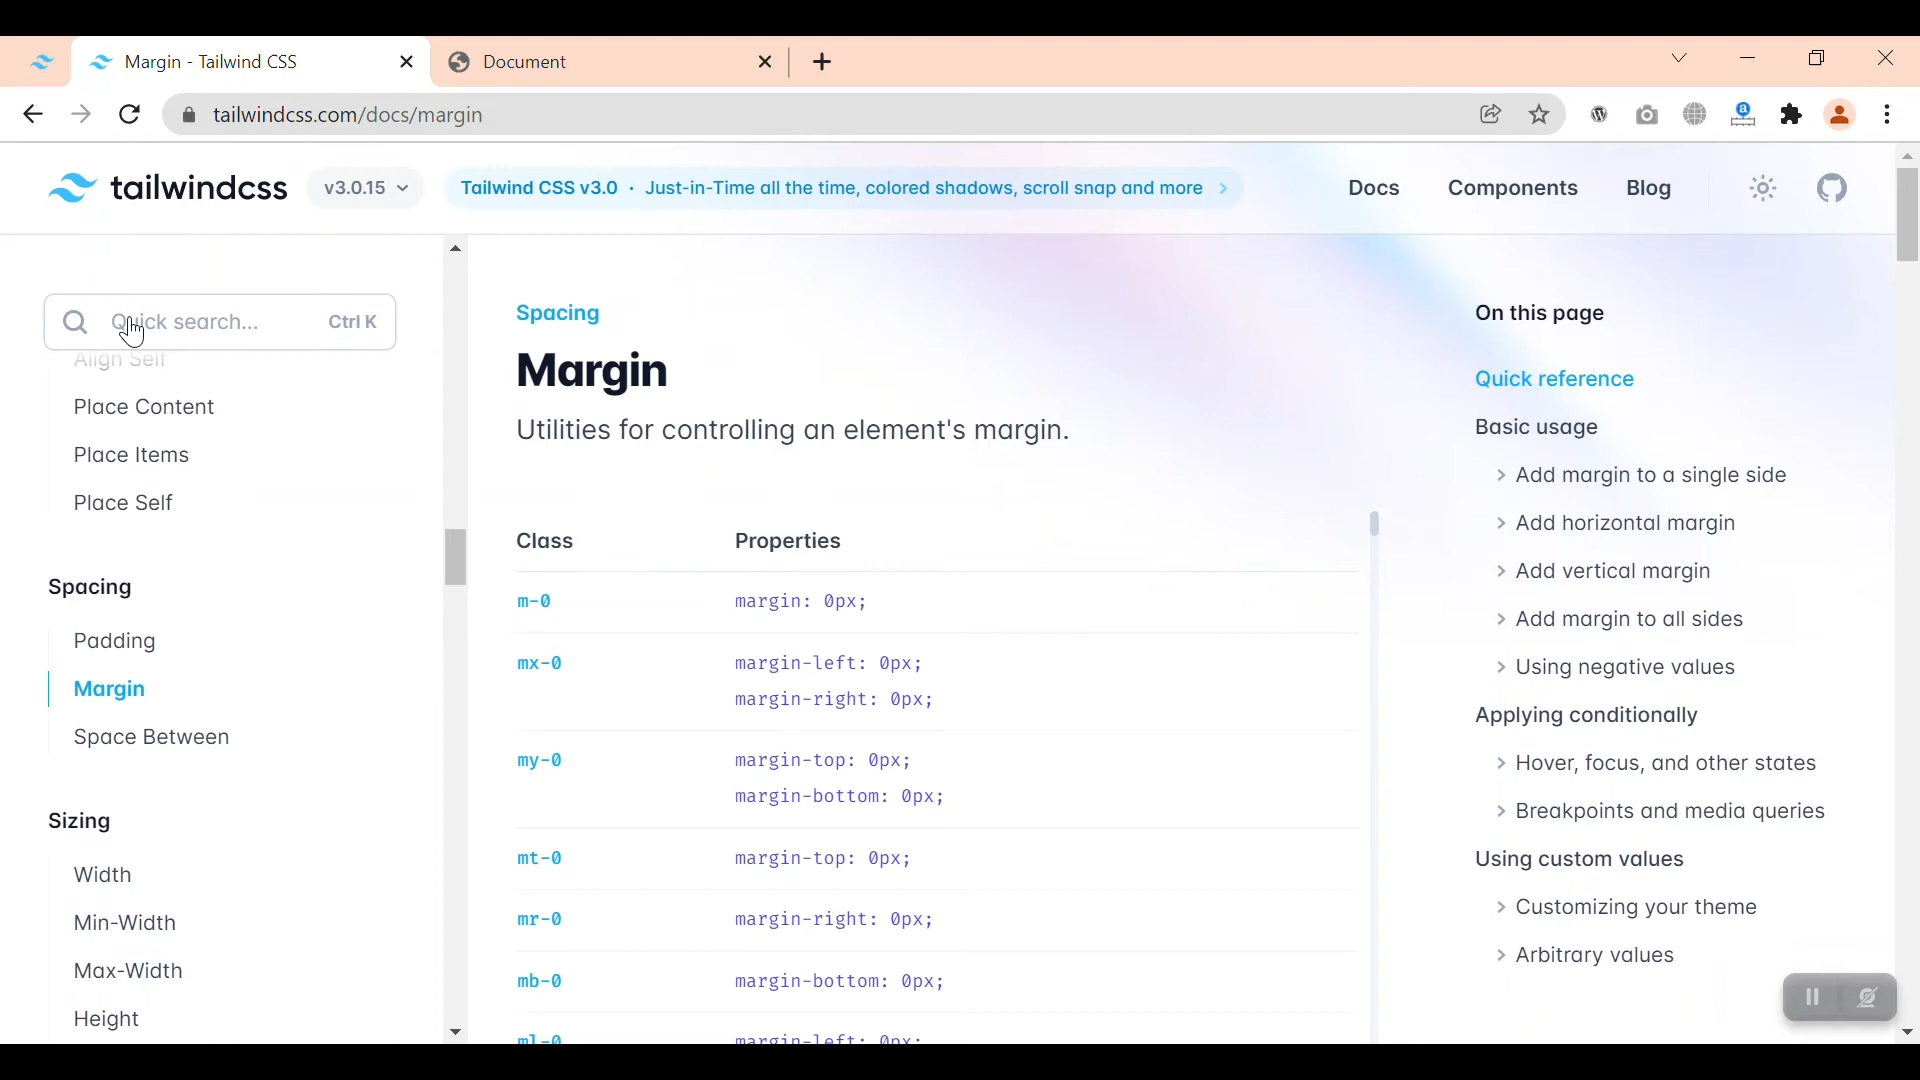 Margin - Tailwind CSS
Document
tailwindcss.com/docs/margin
tailwindcss
v3.0.15
Tailwind CSS v3.0 · Just-in-Time all the time, colored shadows, scroll snap and more
Docs
Components
Blog
Quick search...
Ctrl K
Align Self
Place Content
Place Items
Place Self
Spacing
Padding
Margin
Space Between
Sizing
Width
Min-Width
Max-Width
Height
Spacing
Margin
Utilities for controlling an element's margin.
Class Properties
m-0 margin: 0px;
mx-0 margin-left: 0px;
margin-right: 0px;
my-0 margin-top: 0px;
margin-bottom: 0px;
mt-0 margin-top: 0px;
mr-0 margin-right: 0px;
mb-0 margin-bottom: 0px;
ml-0 margin-left: 0px;
On this page
Quick reference
Basic usage
Add margin to a single side
Add horizontal margin
Add vertical margin
Add margin to all sides
Using negative values
Applying conditionally
Hover, focus, and other states
Breakpoints and media queries
Using custom values
Customizing your theme
Arbitrary values